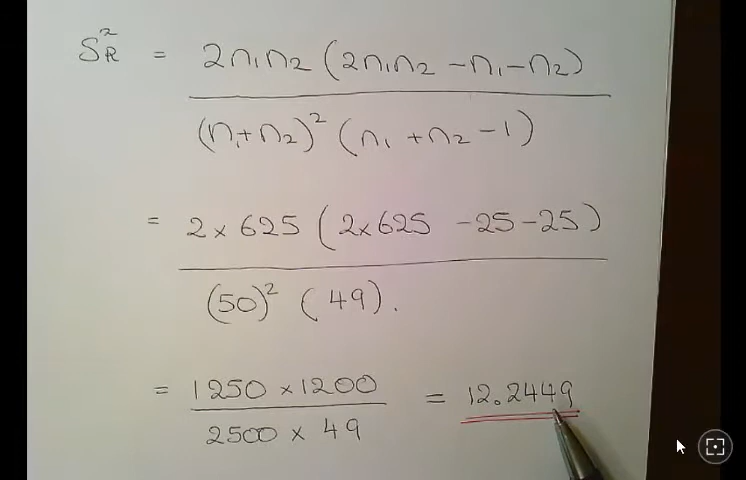 S_R² = 2n₁n₂ (2n₁n₂ − n₁ − n₂)
(n₁ + n₂)² (n₁ + n₂ − 1)
= 2 × 625 (2 × 625 − 25 − 25)
(50)² (49).
= 1250 × 1200 = 12.2449
2500 × 49